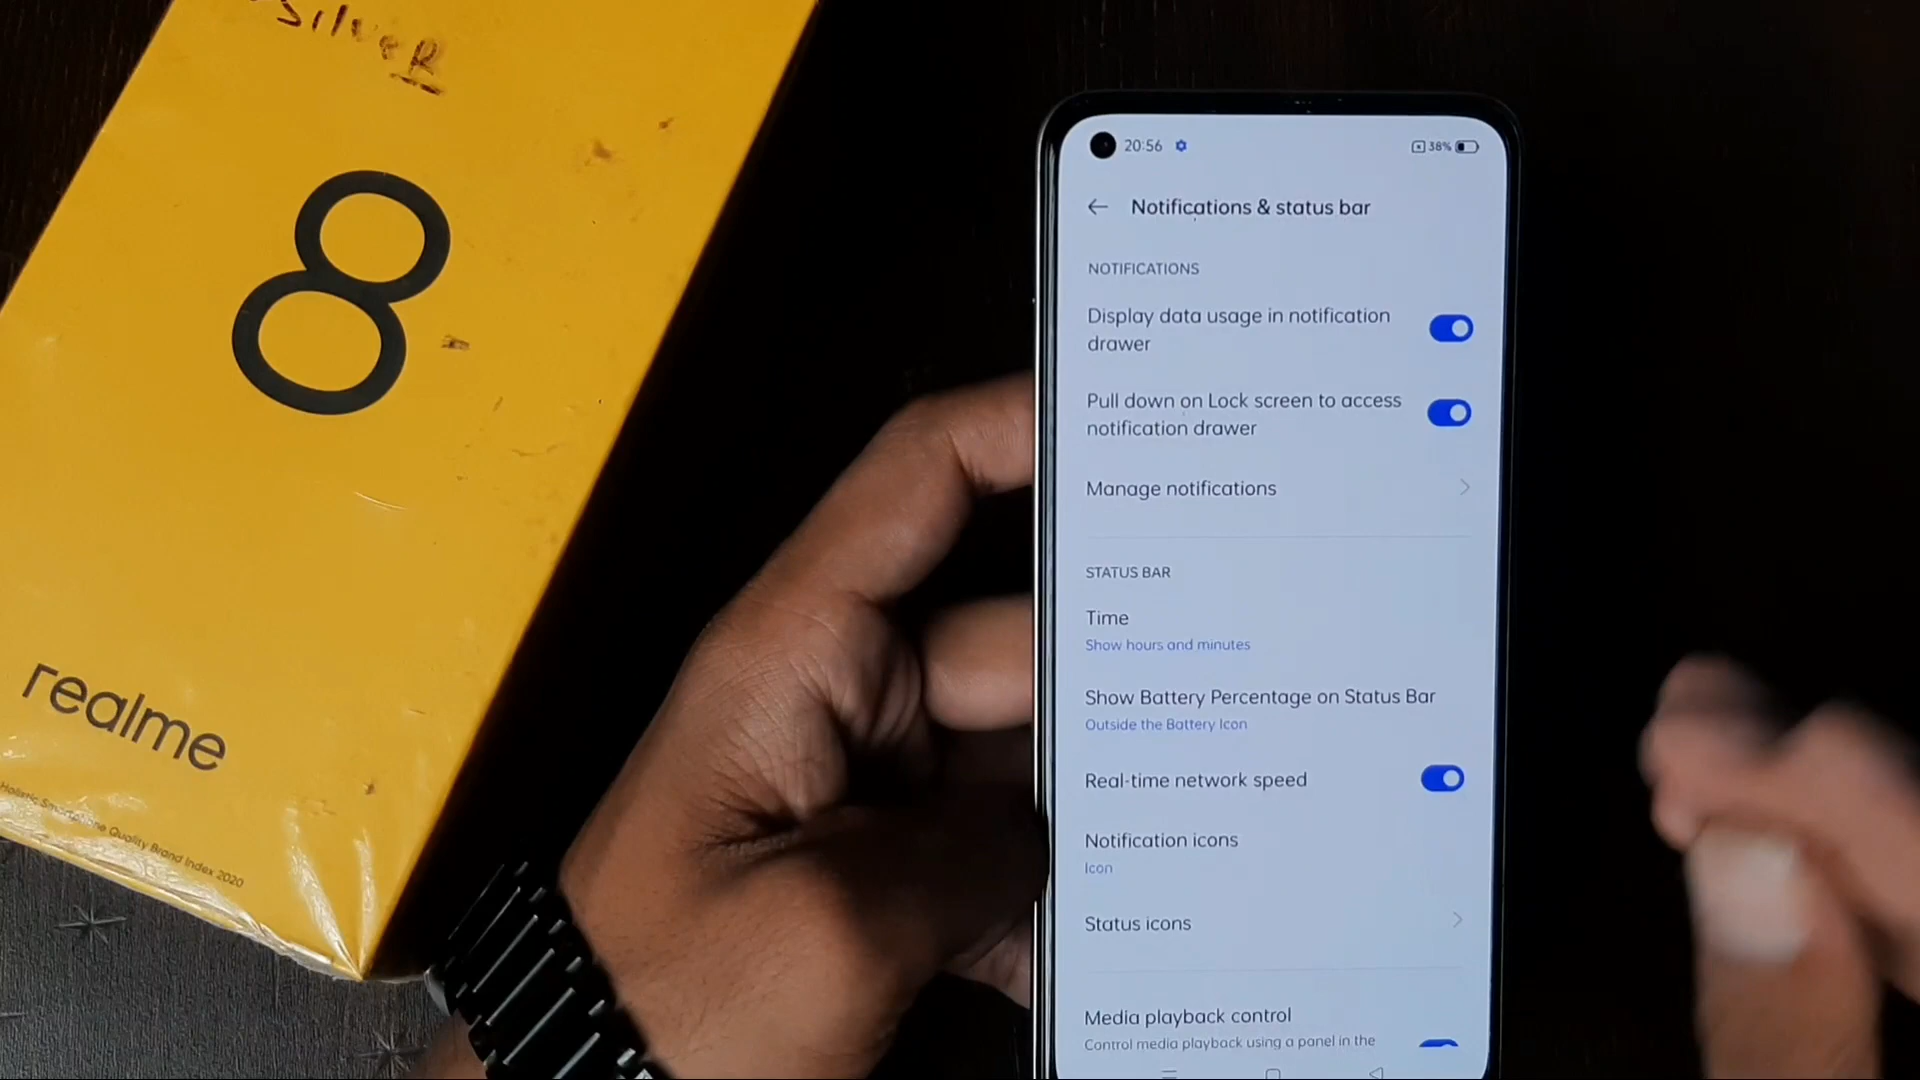 SilveR
8
realme
Holistic Smartphone Quality Brand Index 2020
20:56
38%
Notifications & status bar
NOTIFICATIONS
Display data usage in notification
drawer
Pull down on Lock screen to access
notification drawer
Manage notifications
STATUS BAR
Time
Show hours and minutes
Show Battery Percentage on Status Bar
Outside the Battery Icon
Real-time network speed
Notification icons
Icon
Status icons
Media playback control
Control media playback using a panel in the